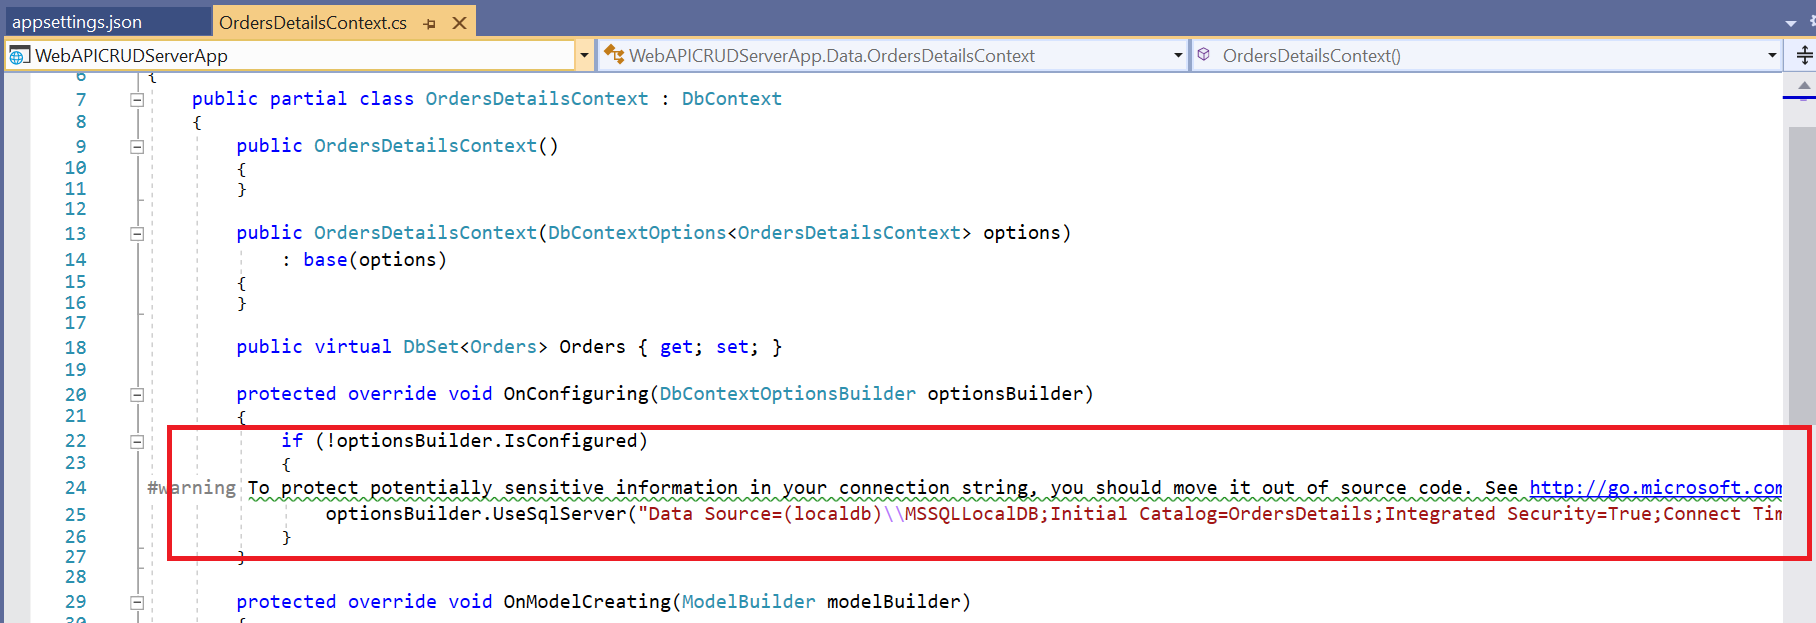 appsettings.json
OrdersDetailsContext.cs
WebAPICRUDServerApp
WebAPICRUDServerApp.Data.OrdersDetailsContext
OrdersDetailsContext()
6 {
7 public partial class OrdersDetailsContext : DbContext
8 {
9 public OrdersDetailsContext()
10 {
11 }
12
13 public OrdersDetailsContext(DbContextOptions<OrdersDetailsContext> options)
14 : base(options)
15 {
16 }
17
18 public virtual DbSet<Orders> Orders { get; set; }
19
20 protected override void OnConfiguring(DbContextOptionsBuilder optionsBuilder)
21 {
22 if (!optionsBuilder.IsConfigured)
23 {
24 #warning To protect potentially sensitive information in your connection string, you should move it out of source code. See http://go.microsoft.com
25 optionsBuilder.UseSqlServer("Data Source=(localdb)\\MSSQLLocalDB;Initial Catalog=OrdersDetails;Integrated Security=True;Connect Tim
26 }
27 }
28
29 protected override void OnModelCreating(ModelBuilder modelBuilder)
30 {